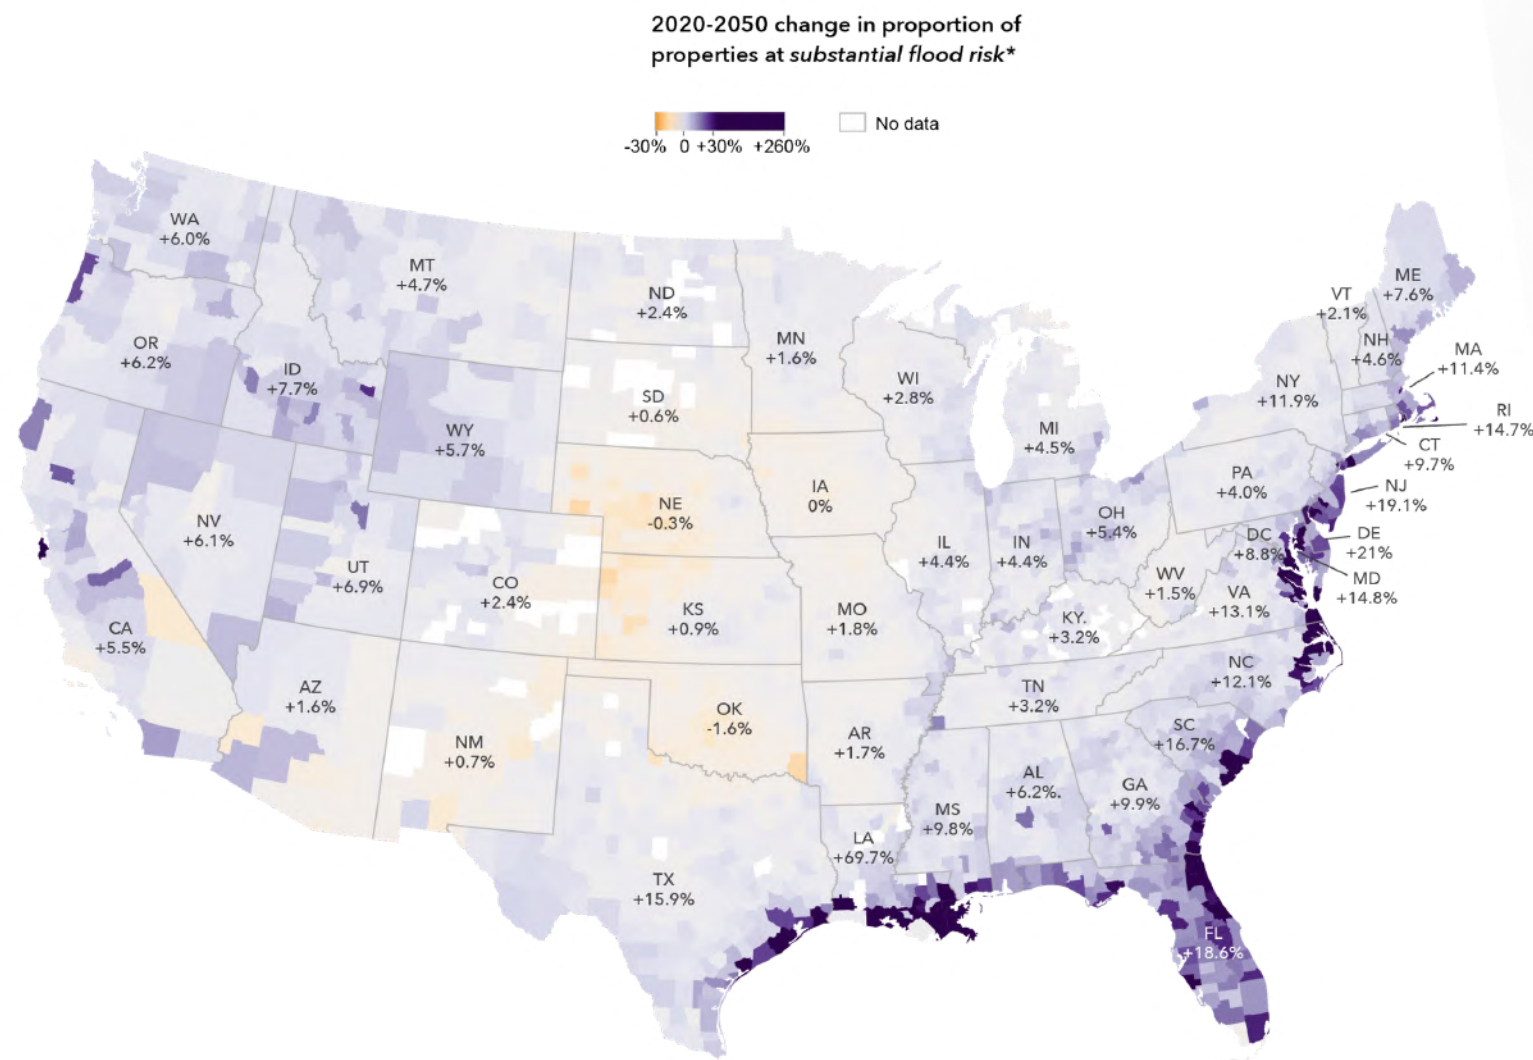 2020-2050 change in proportion of
properties at substantial flood risk*
-30% 0 +30% +260%
No data
WA
+6.0%
MT
+4.7%
ND
+2.4%
MN
+1.6%
ME
+7.6%
VT
+2.1%
NH
+4.6%
MA
+11.4%
OR
+6.2%
ID
+7.7%
SD
+0.6%
WI
+2.8%
MI
+4.5%
NY
+11.9%
RI
+14.7%
CT
+9.7%
WY
+5.7%
NE
-0.3%
IA
0%
PA
+4.0%
NJ
+19.1%
NV
+6.1%
OH
+5.4%
DC
+8.8%
DE
+21%
IL
+4.4%
IN
+4.4%
UT
+6.9%
CO
+2.4%
WV
+1.5%
MD
+14.8%
VA
+13.1%
CA
+5.5%
KS
+0.9%
MO
+1.8%
KY.
+3.2%
NC
+12.1%
AZ
+1.6%
TN
+3.2%
NM
+0.7%
OK
-1.6%
AR
+1.7%
SC
+16.7%
AL
+6.2%.
GA
+9.9%
MS
+9.8%
LA
+69.7%
TX
+15.9%
FL
+18.6%